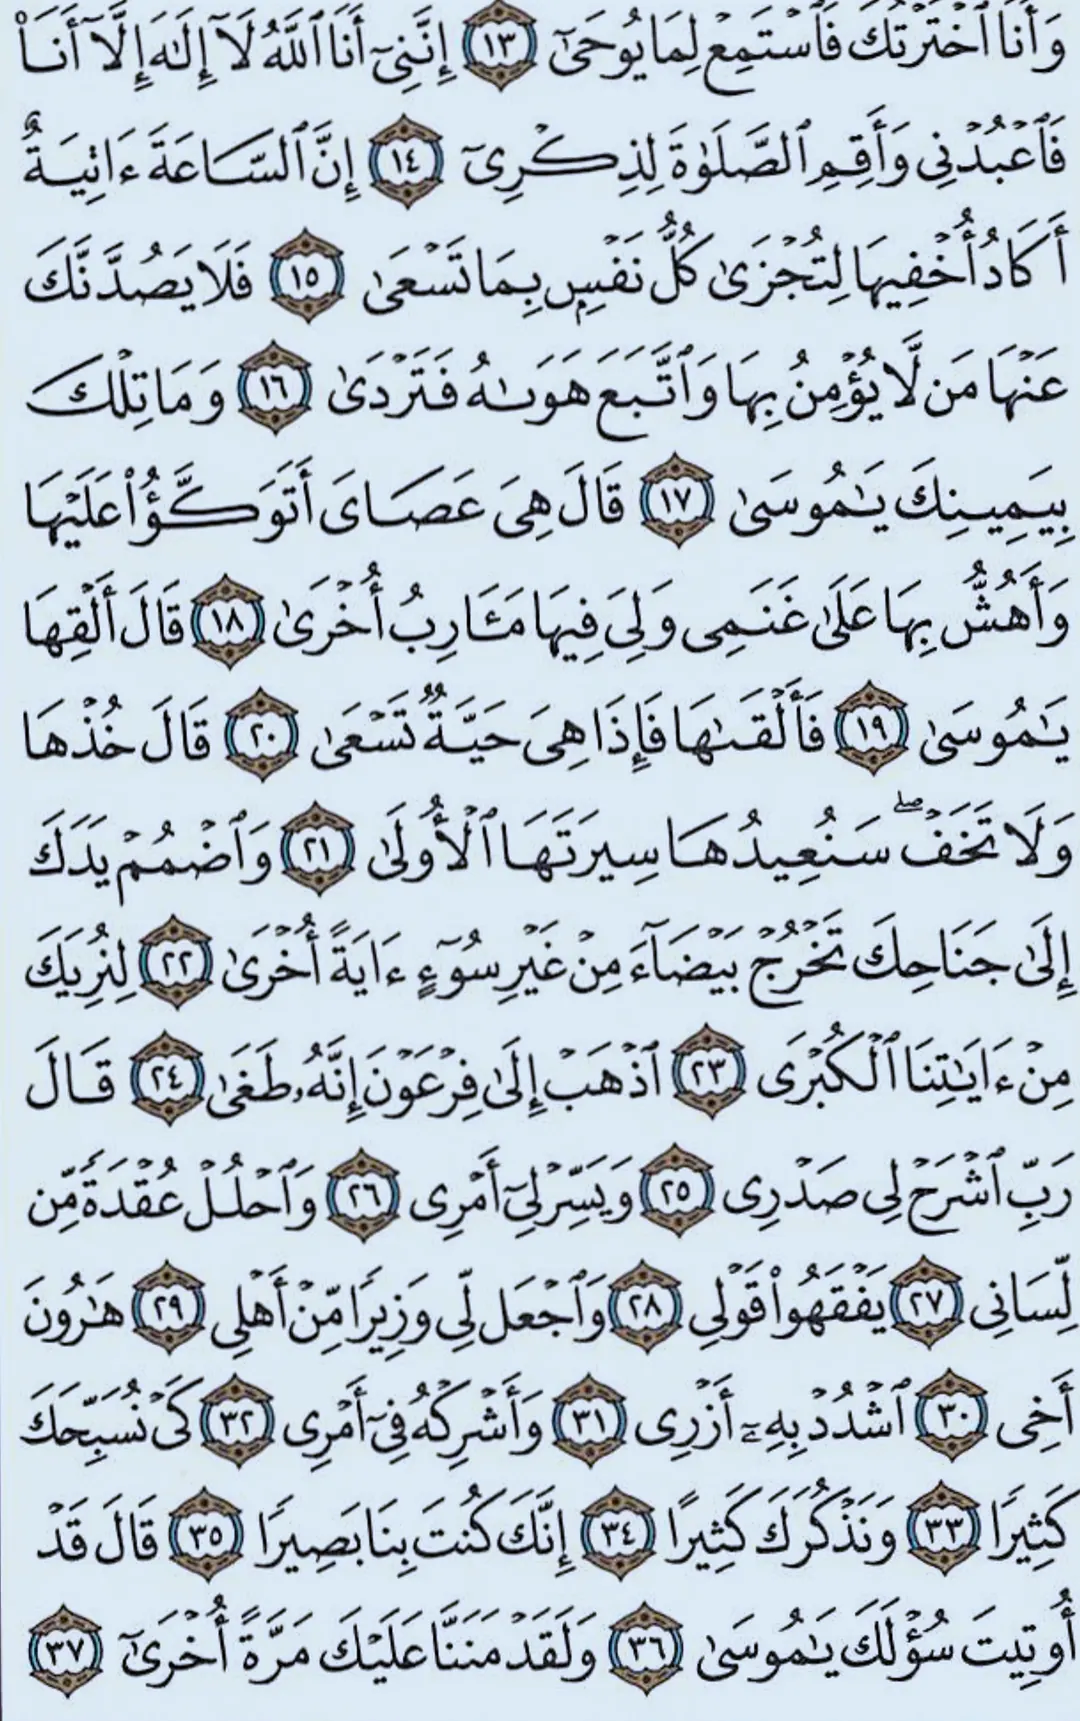 وَأَنَا ٱخْتَرْتُكَ فَٱسْتَمِعْ لِمَا يُوحَىٰٓ ١٣ إِنَّنِىٓ أَنَا ٱللَّهُ لَآ إِلَـٰهَ إِلَّآ أَنَا۠
فَٱعْبُدْنِى وَأَقِمِ ٱلصَّلَوٰةَ لِذِكْرِىٓ ١٤ إِنَّ ٱلسَّاعَةَ ءَاتِيَةٌ
أَكَادُ أُخْفِيهَا لِتُجْزَىٰ كُلُّ نَفْسٍۭ بِمَا تَسْعَىٰ ١٥ فَلَا يَصُدَّنَّكَ
عَنْهَا مَن لَّا يُؤْمِنُ بِهَا وَٱتَّبَعَ هَوَىٰهُ فَتَرْدَىٰ ١٦ وَمَا تِلْكَ
بِيَمِينِكَ يَـٰمُوسَىٰ ١٧ قَالَ هِىَ عَصَاىَ أَتَوَكَّؤُا۟ عَلَيْهَا
وَأَهُشُّ بِهَا عَلَىٰ غَنَمِى وَلِىَ فِيهَا مَـَٔارِبُ أُخْرَىٰ ١٨ قَالَ أَلْقِهَا
يَـٰمُوسَىٰ ١٩ فَأَلْقَىٰهَا فَإِذَا هِىَ حَيَّةٌ تَسْعَىٰ ٢٠ قَالَ خُذْهَا
وَلَا تَخَفْ ۖ سَنُعِيدُهَا سِيرَتَهَا ٱلْأُولَىٰ ٢١ وَٱضْمُمْ يَدَكَ
إِلَىٰ جَنَاحِكَ تَخْرُجْ بَيْضَآءَ مِنْ غَيْرِ سُوٓءٍ ءَايَةً أُخْرَىٰ ٢٢ لِنُرِيَكَ
مِنْ ءَايَـٰتِنَا ٱلْكُبْرَى ٢٣ ٱذْهَبْ إِلَىٰ فِرْعَوْنَ إِنَّهُۥ طَغَىٰ ٢٤ قَالَ
رَبِّ ٱشْرَحْ لِى صَدْرِى ٢٥ وَيَسِّرْ لِىٓ أَمْرِى ٢٦ وَٱحْلُلْ عُقْدَةً مِّن
لِّسَانِى ٢٧ يَفْقَهُوا۟ قَوْلِى ٢٨ وَٱجْعَل لِّى وَزِيرًا مِّنْ أَهْلِى ٢٩ هَـٰرُونَ
أَخِى ٣٠ ٱشْدُدْ بِهِۦٓ أَزْرِى ٣١ وَأَشْرِكْهُ فِىٓ أَمْرِى ٣٢ كَىْ نُسَبِّحَكَ
كَثِيرًا ٣٣ وَنَذْكُرَكَ كَثِيرًا ٣٤ إِنَّكَ كُنتَ بِنَا بَصِيرًا ٣٥ قَالَ قَدْ
أُوتِيتَ سُؤْلَكَ يَـٰمُوسَىٰ ٣٦ وَلَقَدْ مَنَنَّا عَلَيْكَ مَرَّةً أُخْرَىٰٓ ٣٧